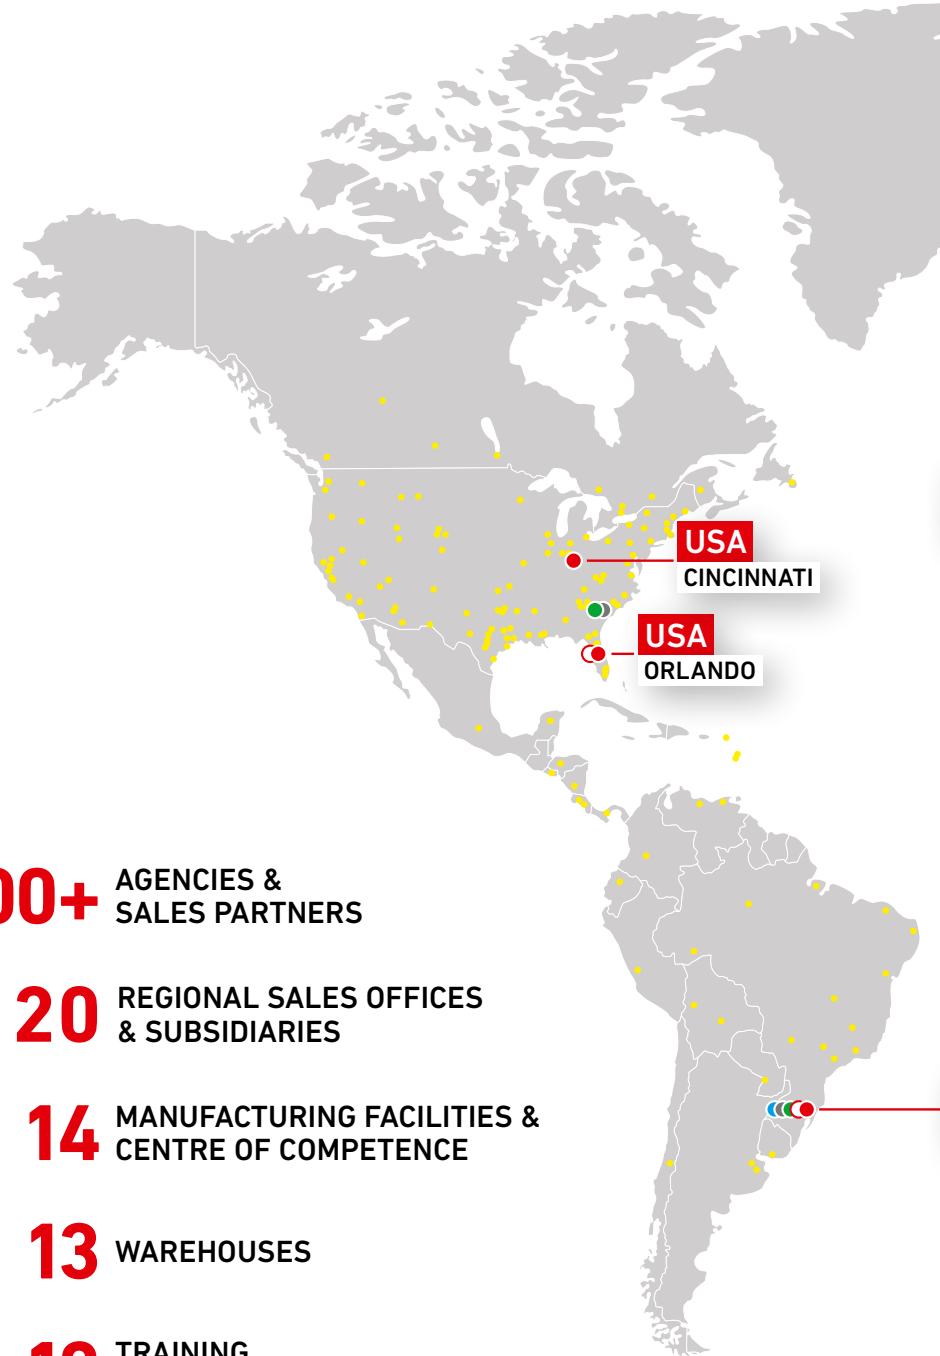 USA
CINCINNATI
USA
ORLANDO
00+ AGENCIES &
SALES PARTNERS
20 REGIONAL SALES OFFICES
& SUBSIDIARIES
14 MANUFACTURING FACILITIES &
CENTRE OF COMPETENCE
13 WAREHOUSES
TRAINING